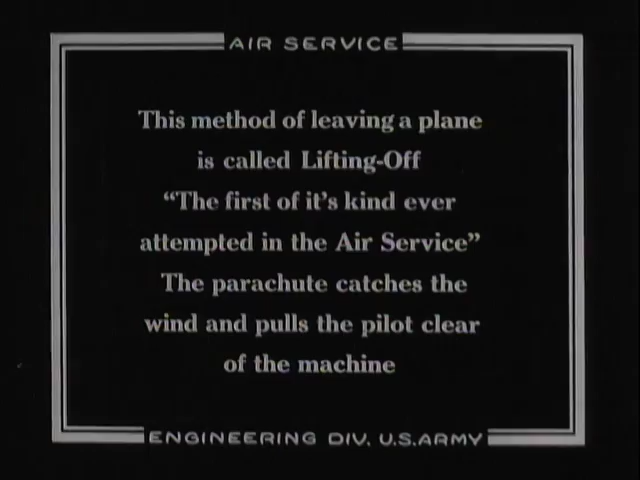 AIR SERVICE
This method of leaving a plane
is called Lifting-Off
“The first of it’s kind ever
attempted in the Air Service”
The parachute catches the
wind and pulls the pilot clear
of the machine
ENGINEERING DIV. U.S.ARMY